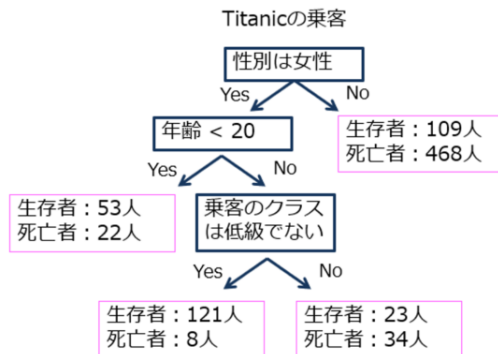 Titanicの乗客
性別は女性
Yes
No
年齢 < 20
生存者：109人
死亡者：468人
Yes
No
生存者：53人
死亡者：22人
乗客のクラス
は低級でない
Yes
No
生存者：121人
死亡者：8人
生存者：23人
死亡者：34人